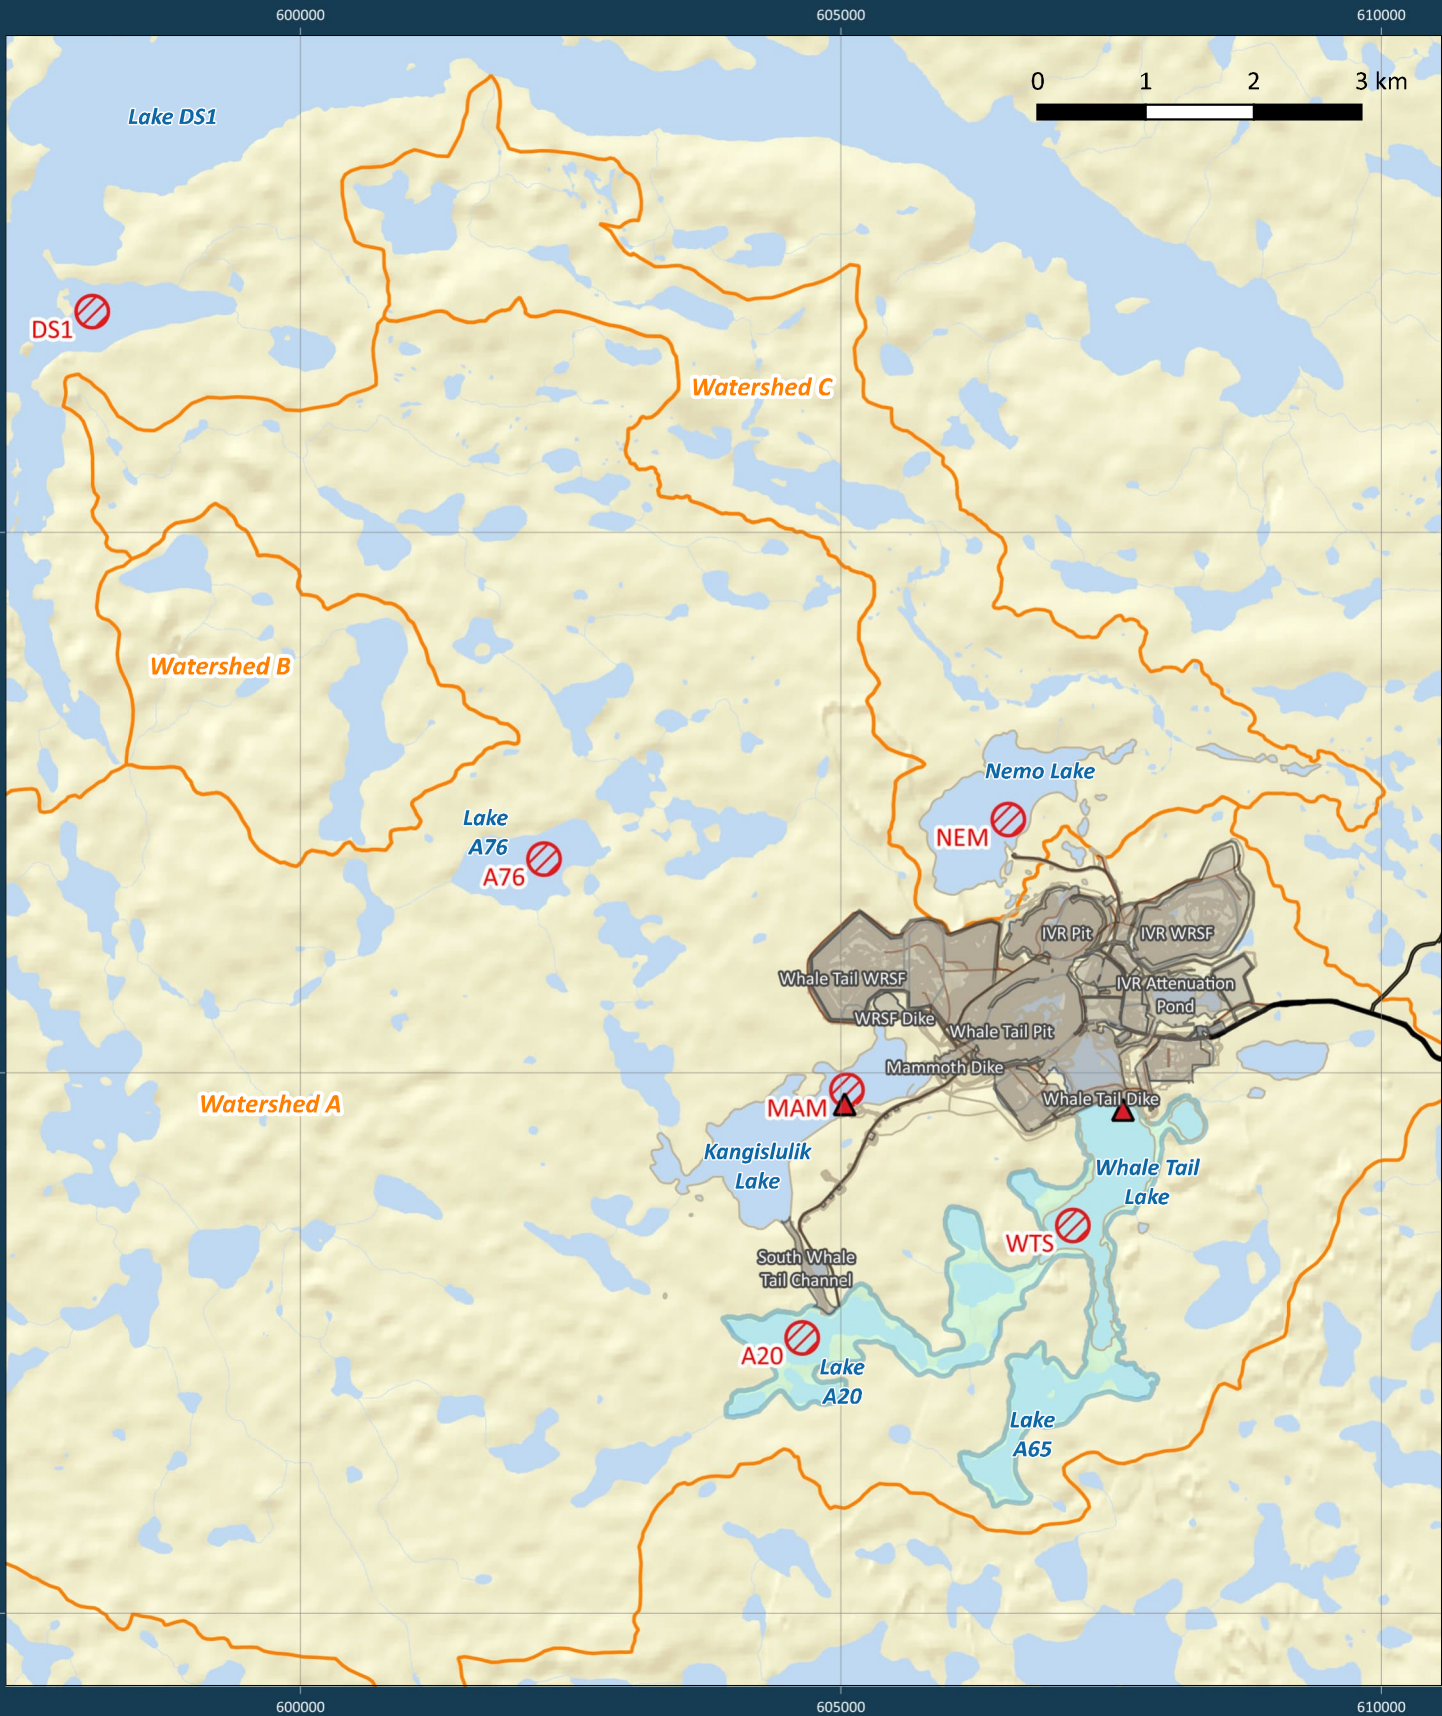 600000 605000 610000
0 1 2 3 km
Lake DS1
DS1
Watershed C
Watershed B
Nemo Lake
Lake
A76
NEM
A76
IVR Pit
IVR WRSF
Whale Tail WRSF
IVR Attenuation
Pond
WRSF Dike
Whale Tail Pit
Mammoth Dike
Whale Tail Dike
Watershed A
MAM
Kangislulik
Lake
Whale Tail
Lake
WTS
South Whale
Tail Channel
A20
Lake
A20
Lake
A65
600000 605000 610000